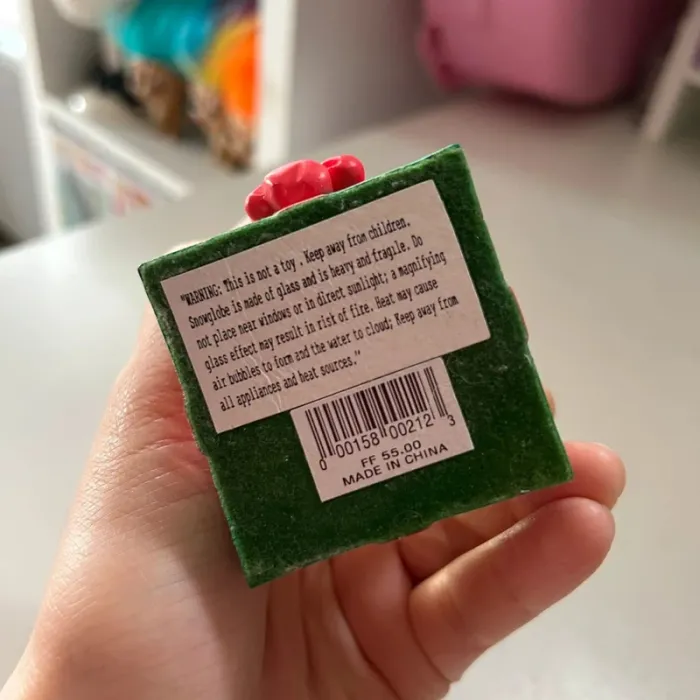 "WARNING: This is not a toy . Keep away from children.
Snowglobe is made of glass and is heavy and fragile. Do
not place near windows or in direct sunlight; a magnifying
glass effect may result in risk of fire. Heat may cause
air bubbles to form and the water to cloud; Keep away from
all appliances and heat sources."
0 00158 00212 3
FF 55.00
MADE IN CHINA